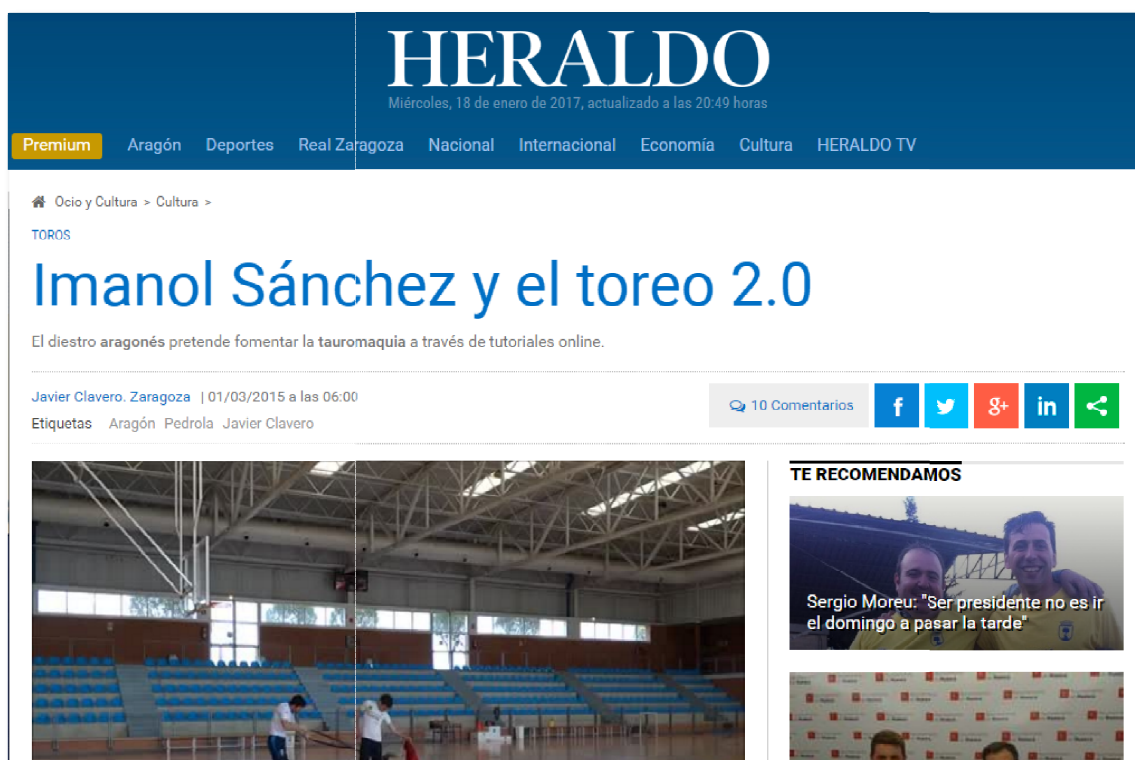 HERALDO
Miércoles, 18 de enero de 2017, actualizado a las 20:49 horas
Premium Aragón Deportes Real Zaragoza Nacional Internacional Economía Cultura HERALDO TV
Ocio y Cultura > Cultura >
TOROS
Imanol Sánchez y el toreo 2.0
El diestro aragonés pretende fomentar la tauromaquia a través de tutoriales online.
Javier Clavero. Zaragoza | 01/03/2015 a las 06:00
Etiquetas Aragón Pedrola Javier Clavero
10 Comentarios f g+ in
TE RECOMENDAMOS
Sergio Moreu: "Ser presidente no es ir
el domingo a pasar la tarde"